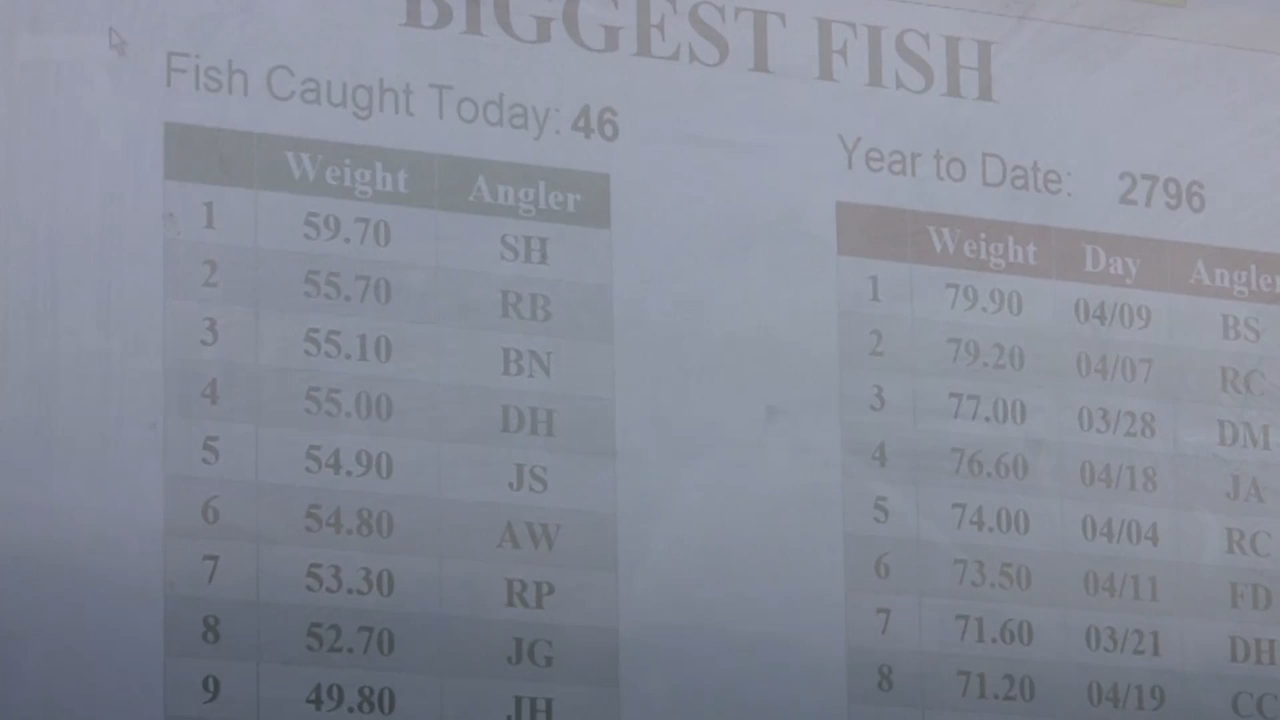 BIGGEST FISH
Fish Caught Today: 46
Weight Angler
1 59.70 SH
2 55.70 RB
3 55.10 BN
4 55.00 DH
5 54.90 JS
6 54.80 AW
7 53.30 RP
8 52.70 JG
9 49.80 JH
Year to Date: 2796
Weight Day Angler
1 79.90 04/09 BS
2 79.20 04/07 RC
3 77.00 03/28 DM
4 76.60 04/18 JA
5 74.00 04/04 RC
6 73.50 04/11 FD
7 71.60 03/21 DH
8 71.20 04/19 CC